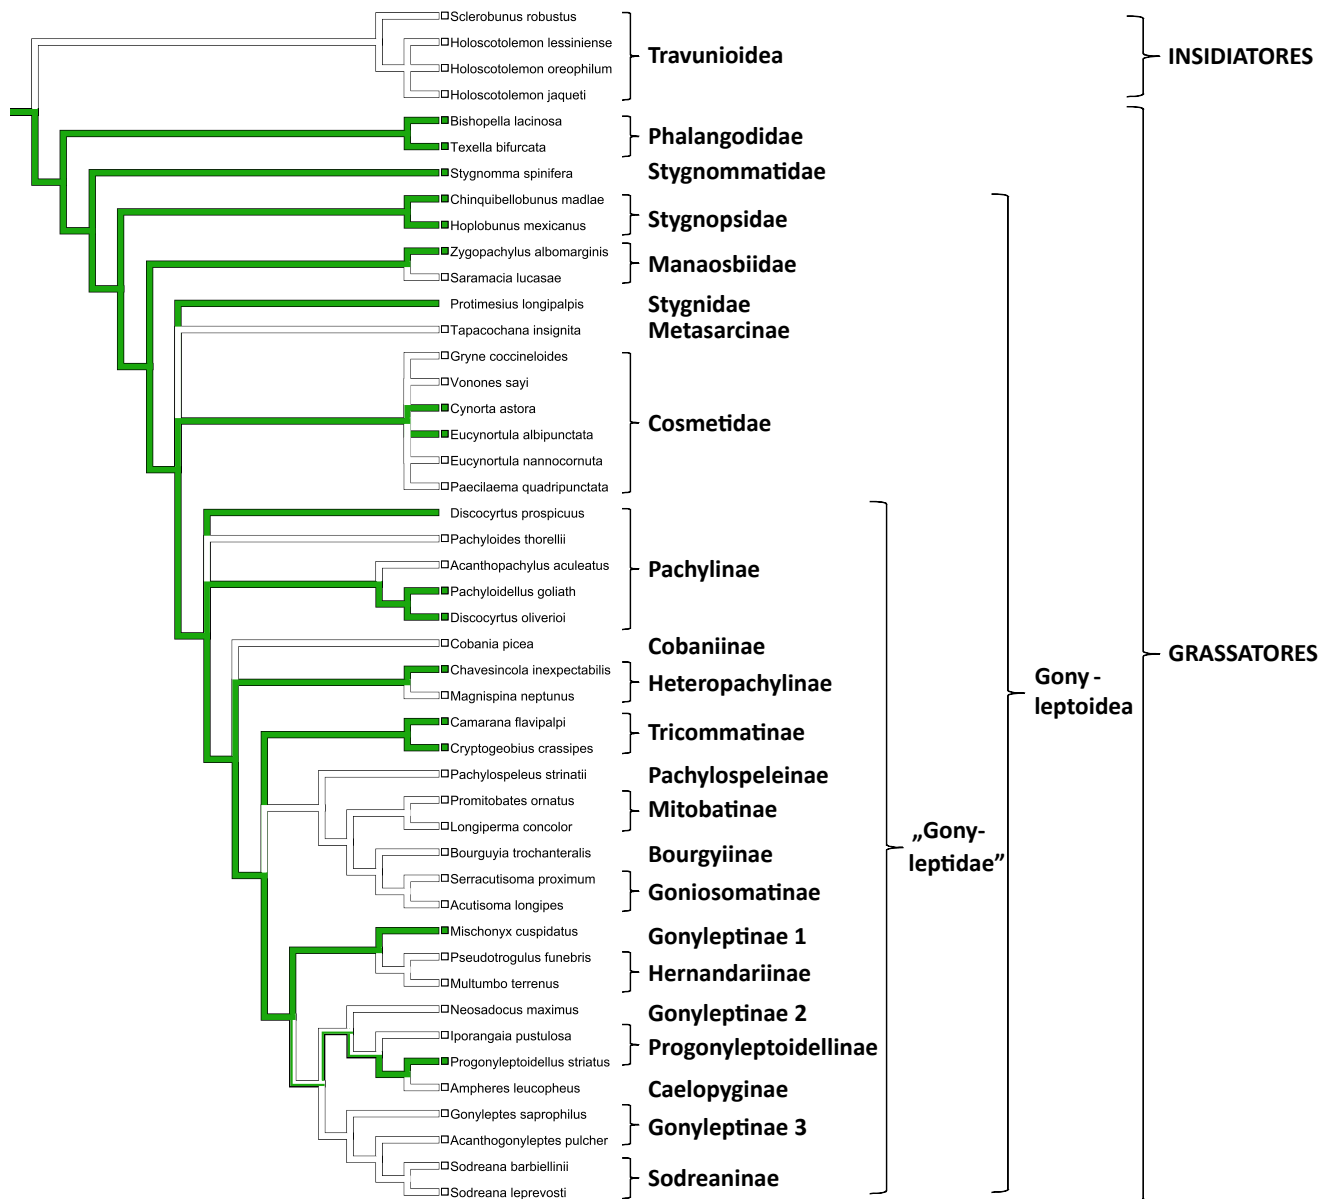 Sclerobunus robustus
Holoscotolemon lessiniense
Holoscotolemon oreophilum
Holoscotolemon jaqueti
Travunioidea
INSIDIATORES
Bishopella lacinosa
Texella bifurcata
Phalangodidae
Stygnomma spinifera
Stygnommatidae
Chinquibellobunus madlae
Hoplobunus mexicanus
Stygnopsidae
Zygopachylus albomarginis
Saramacia lucasae
Manaosbiidae
Protimesius longipalpis
Stygnidae
Tapacochana insignita
Metasarcinae
Gryne coccineloides
Vonones sayi
Cynorta astora
Eucynortula albipunctata
Eucynortula nannocornuta
Paecilaema quadripunctata
Cosmetidae
Discocyrtus prospicuus
Pachyloides thorellii
Acanthopachylus aculeatus
Pachyloidellus goliath
Discocyrtus oliverioi
Pachylinae
Cobania picea
Cobaniinae
Chavesincola inexpectabilis
Magnispina neptunus
Heteropachylinae
Camarana flavipalpi
Cryptogeobius crassipes
Tricommatinae
Pachylospeleus strinatii
Pachylospeleinae
Promitobates ornatus
Longiperma concolor
Mitobatinae
Bourguyia trochanteralis
Bourgyiinae
Serracutisoma proximum
Acutisoma longipes
Goniosomatinae
Mischonyx cuspidatus
Gonyleptinae 1
Pseudotrogulus funebris
Multumbo terrenus
Hernandariinae
Neosadocus maximus
Gonyleptinae 2
Iporangaia pustulosa
Progonyleptoidellus striatus
Progonyleptoidellinae
Ampheres leucopheus
Caelopyginae
Gonyleptes saprophilus
Acanthogonyleptes pulcher
Gonyleptinae 3
Sodreana barbiellinii
Sodreana leprevosti
Sodreaninae
„Gony-
leptidae”
Gony -
leptoidea
GRASSATORES